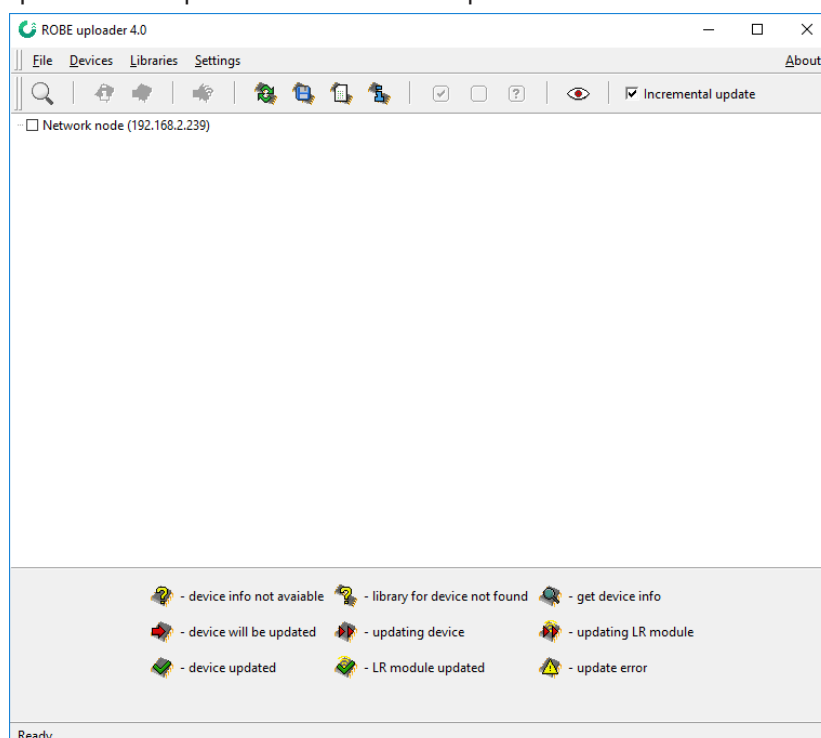 ROBE uploader 4.0
File Devices Libraries Settings About
Incremental update
Network node (192.168.2.239)
- device info not avaiable - library for device not found - get device info
- device will be updated - updating device - updating LR module
- device updated - LR module updated - update error
Ready